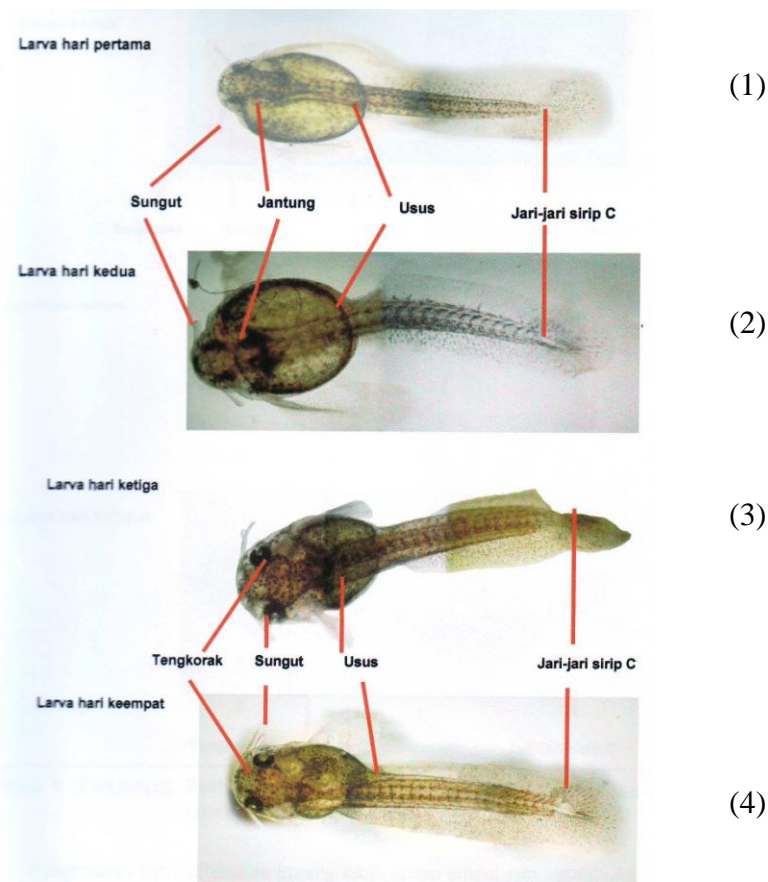 Larva hari pertama
(1)
Sungut Jantung Usus Jari-jari sirip C
Larva hari kedua
(2)
Larva hari ketiga
(3)
Tengkorak Sungut Usus Jari-jari sirip C
Larva hari keempat
(4)